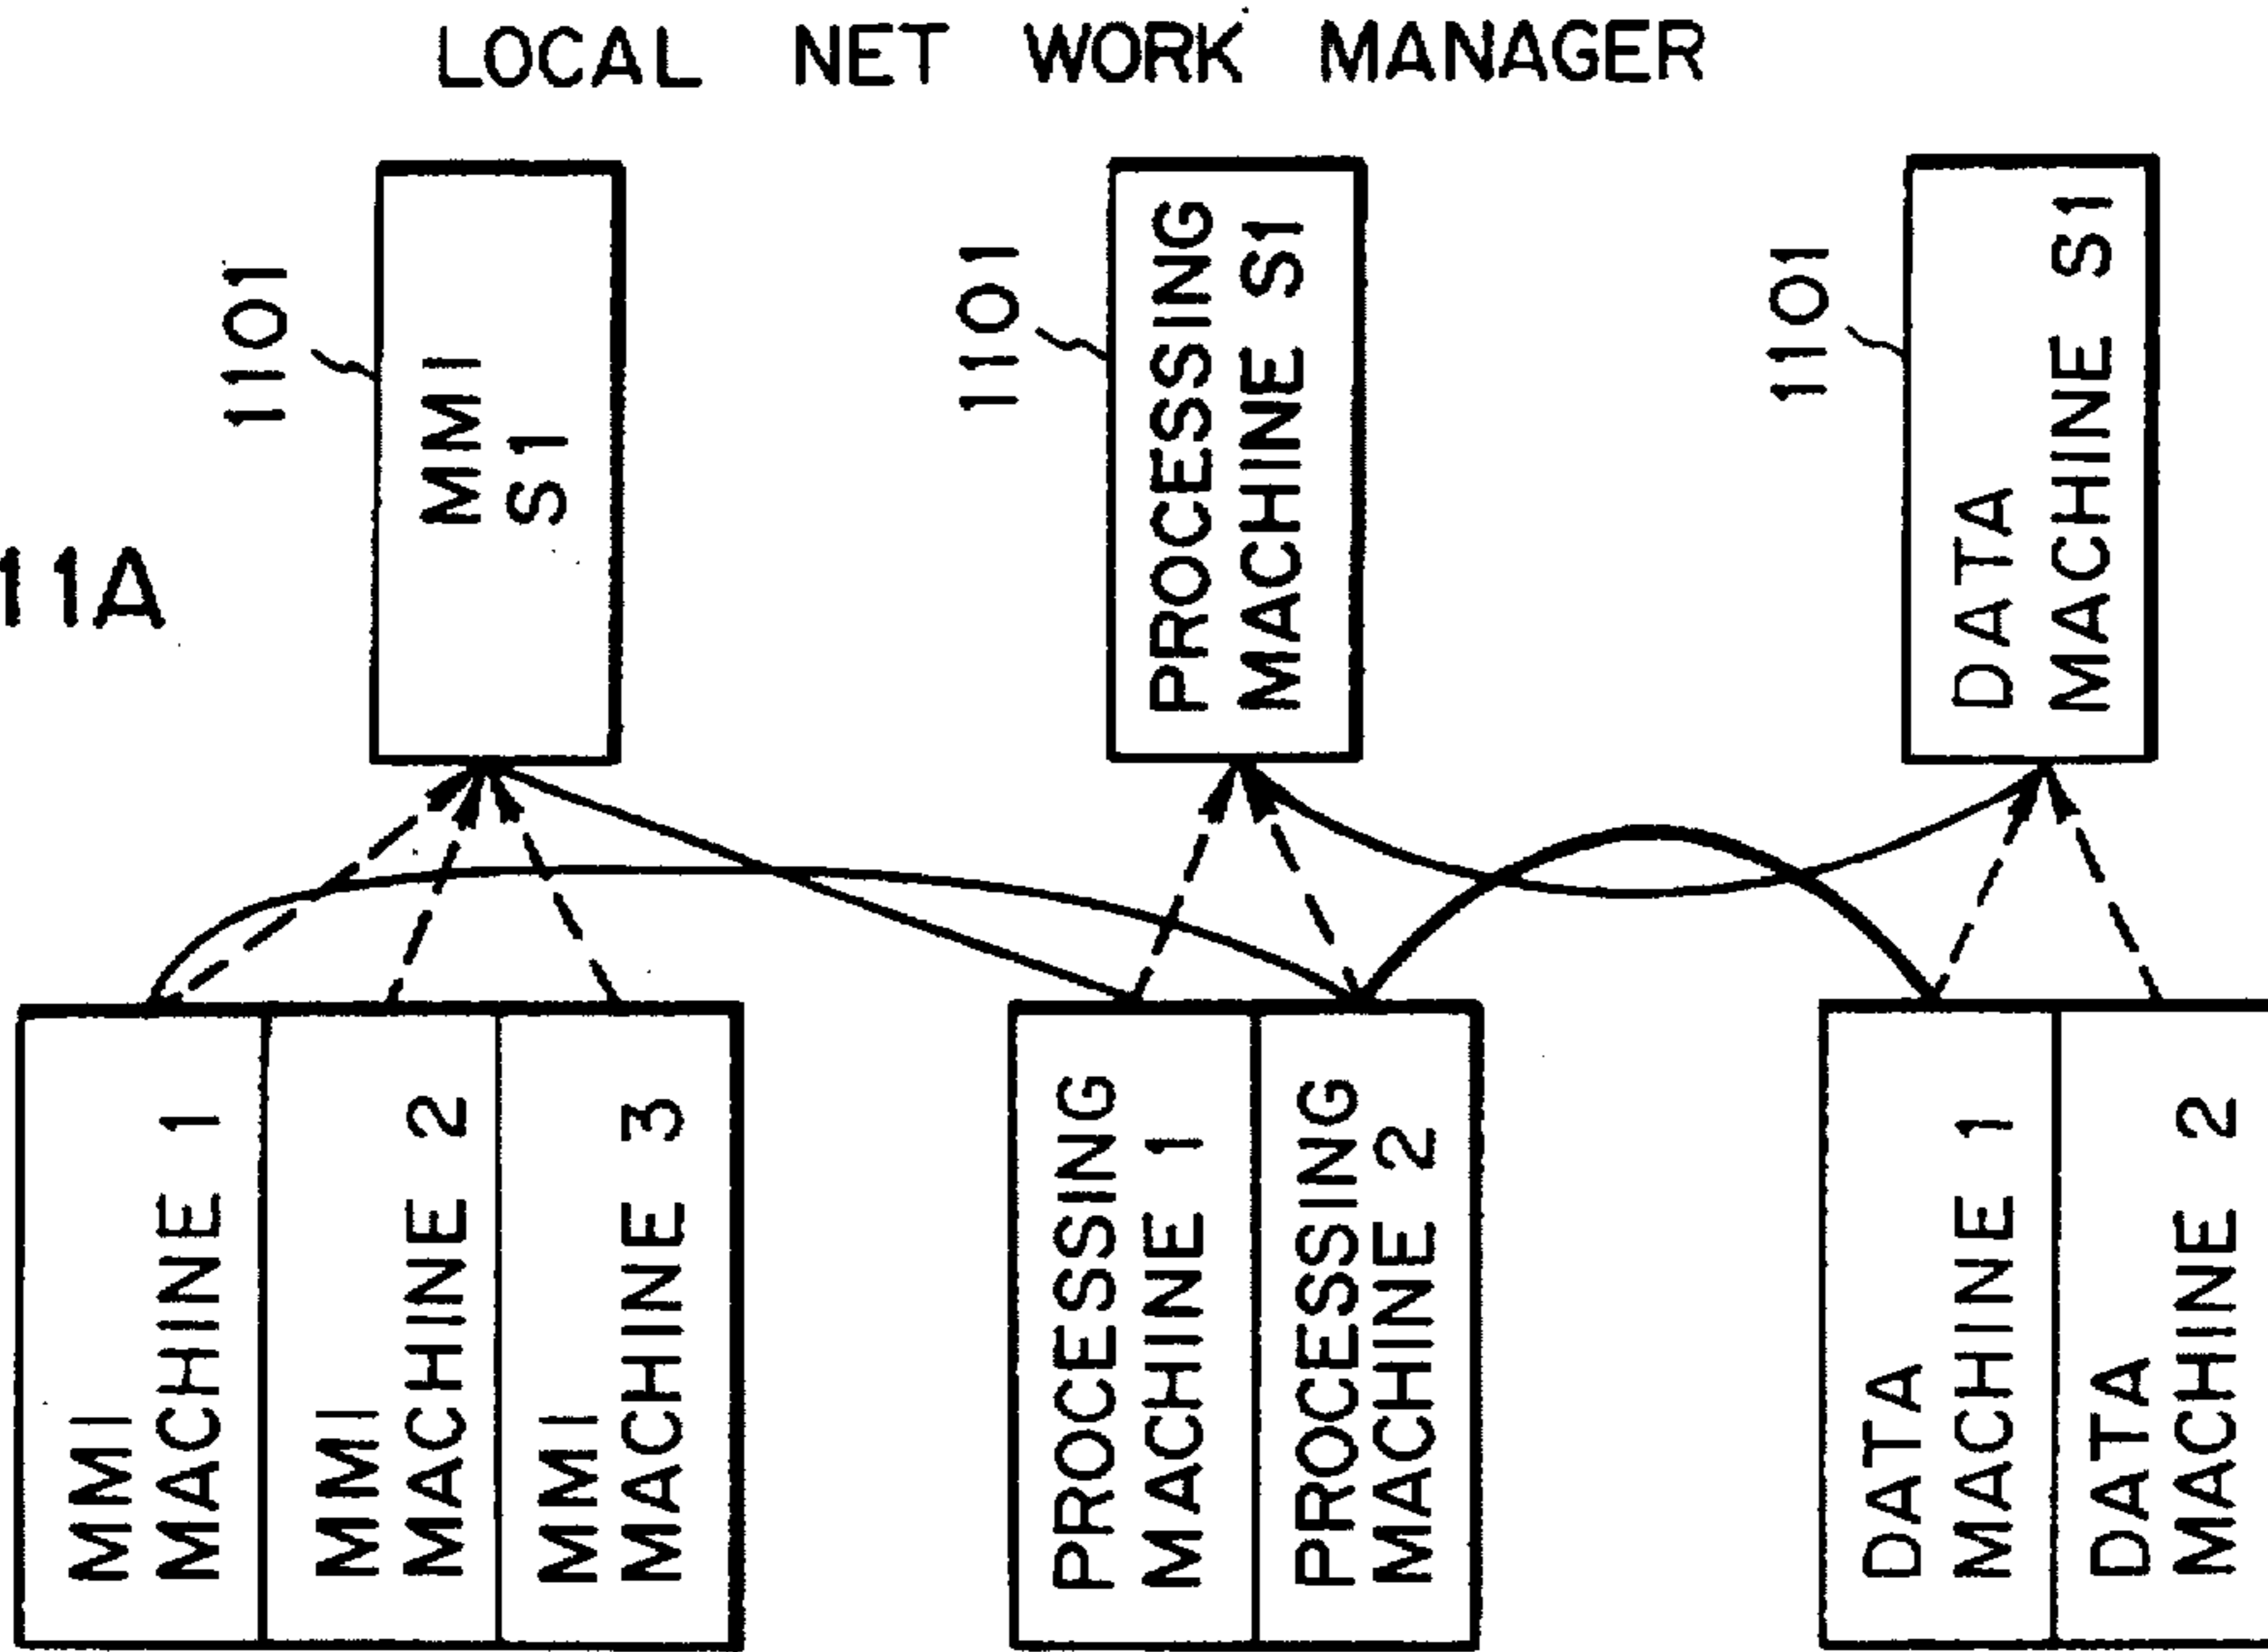 LOCAL NET WORK MANAGER
1101
MMI
S1
1101
PROCESSING
MACHINE S1
1101
DATA
MACHINE S1
11A
MMI
MACHINE 1
MMI
MACHINE 2
MMI
MACHINE 3
PROCESSING
MACHINE 1
PROCESSING
MACHINE 2
DATA
MACHINE 1
DATA
MACHINE 2